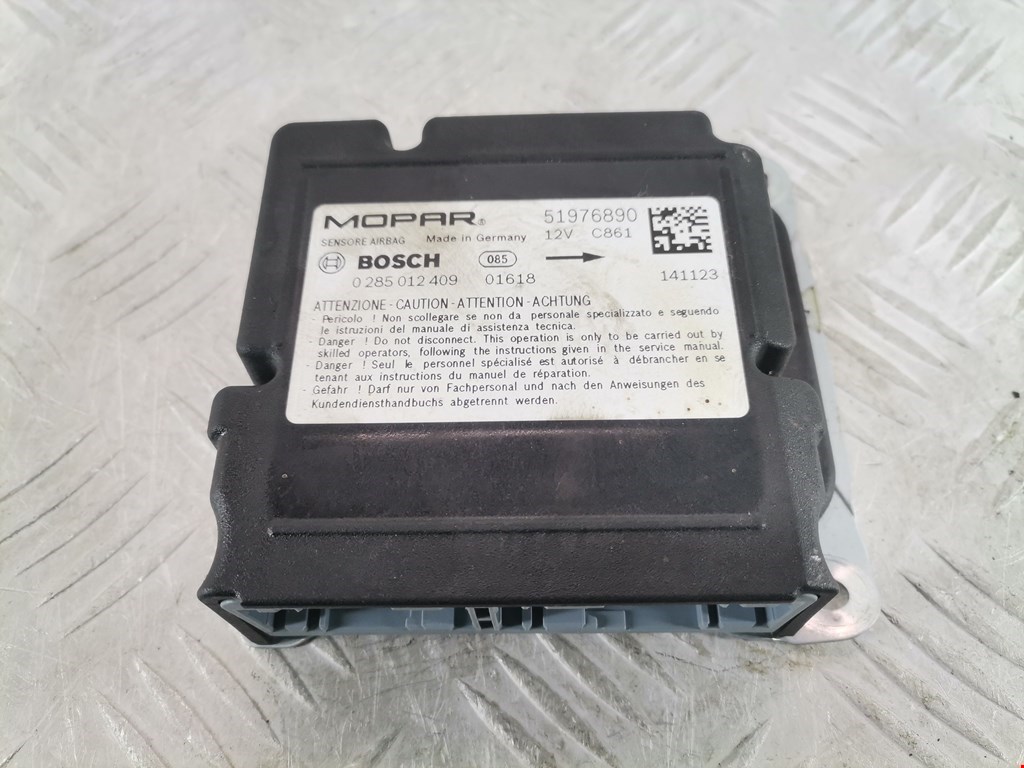 MOPAR® 51976890
SENSORE AIRBAG Made in Germany 12V C861
BOSCH 085
0 285 012 409 01618 141123
ATTENZIONE - CAUTION - ATTENTION - ACHTUNG
- Pericolo ! Non scollegare se non da personale specializzato e seguendo
le istruzioni del manuale di assistenza tecnica.
- Danger ! Do not disconnect. This operation is only to be carried out by
skilled operators, following the instructions given in the service manual.
- Danger ! Seul le personnel spécialisé est autorisé à débrancher en se
tenant aux instructions du manuel de réparation.
- Gefahr ! Darf nur von Fachpersonal und nach den Anweisungen des
Kundendiensthandbuchs abgetrennt werden.